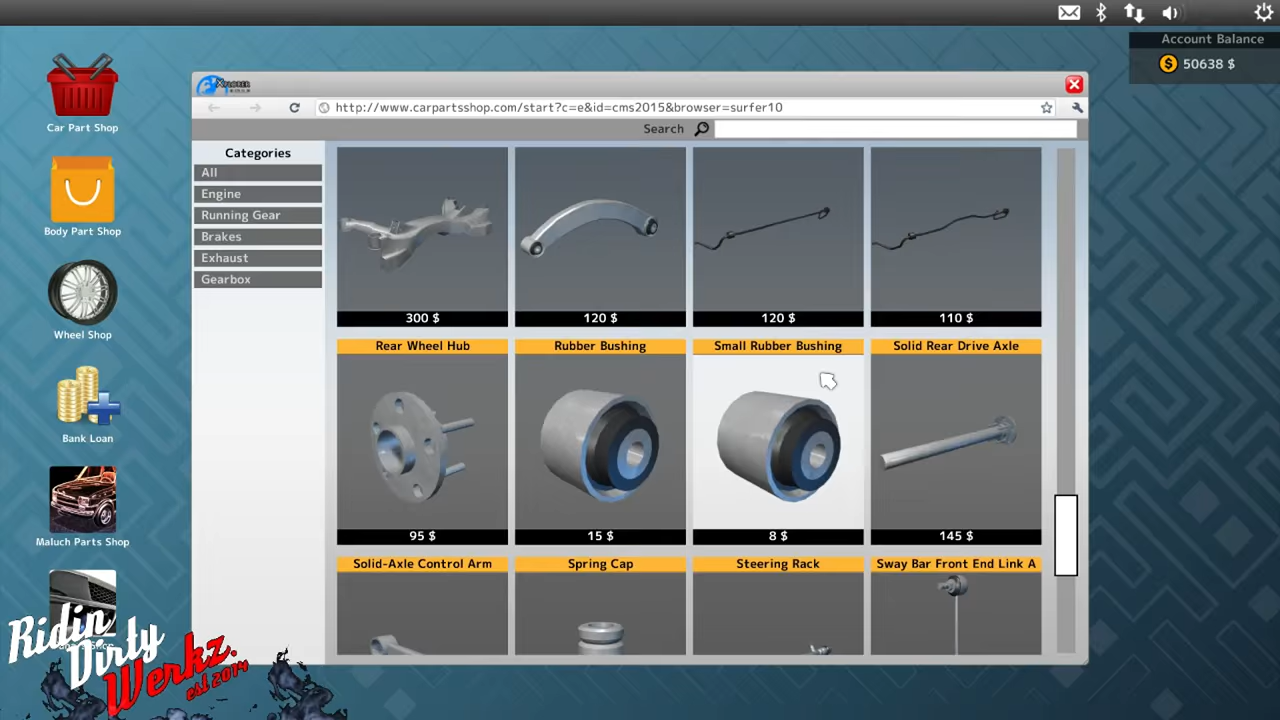 Account Balance
50638 $
Car Part Shop
Body Part Shop
Wheel Shop
Bank Loan
Maluch Parts Shop
http://www.carpartsshop.com/start?c=e&id=cms2015&browser=surfer10
Search
Categories
All
Engine
Running Gear
Brakes
Exhaust
Gearbox
300 $
120 $
120 $
110 $
Rear Wheel Hub
Rubber Bushing
Small Rubber Bushing
Solid Rear Drive Axle
95 $
15 $
8 $
145 $
Solid-Axle Control Arm
Spring Cap
Steering Rack
Sway Bar Front End Link A
Ridin
Dirty
Werkz.
est 2014